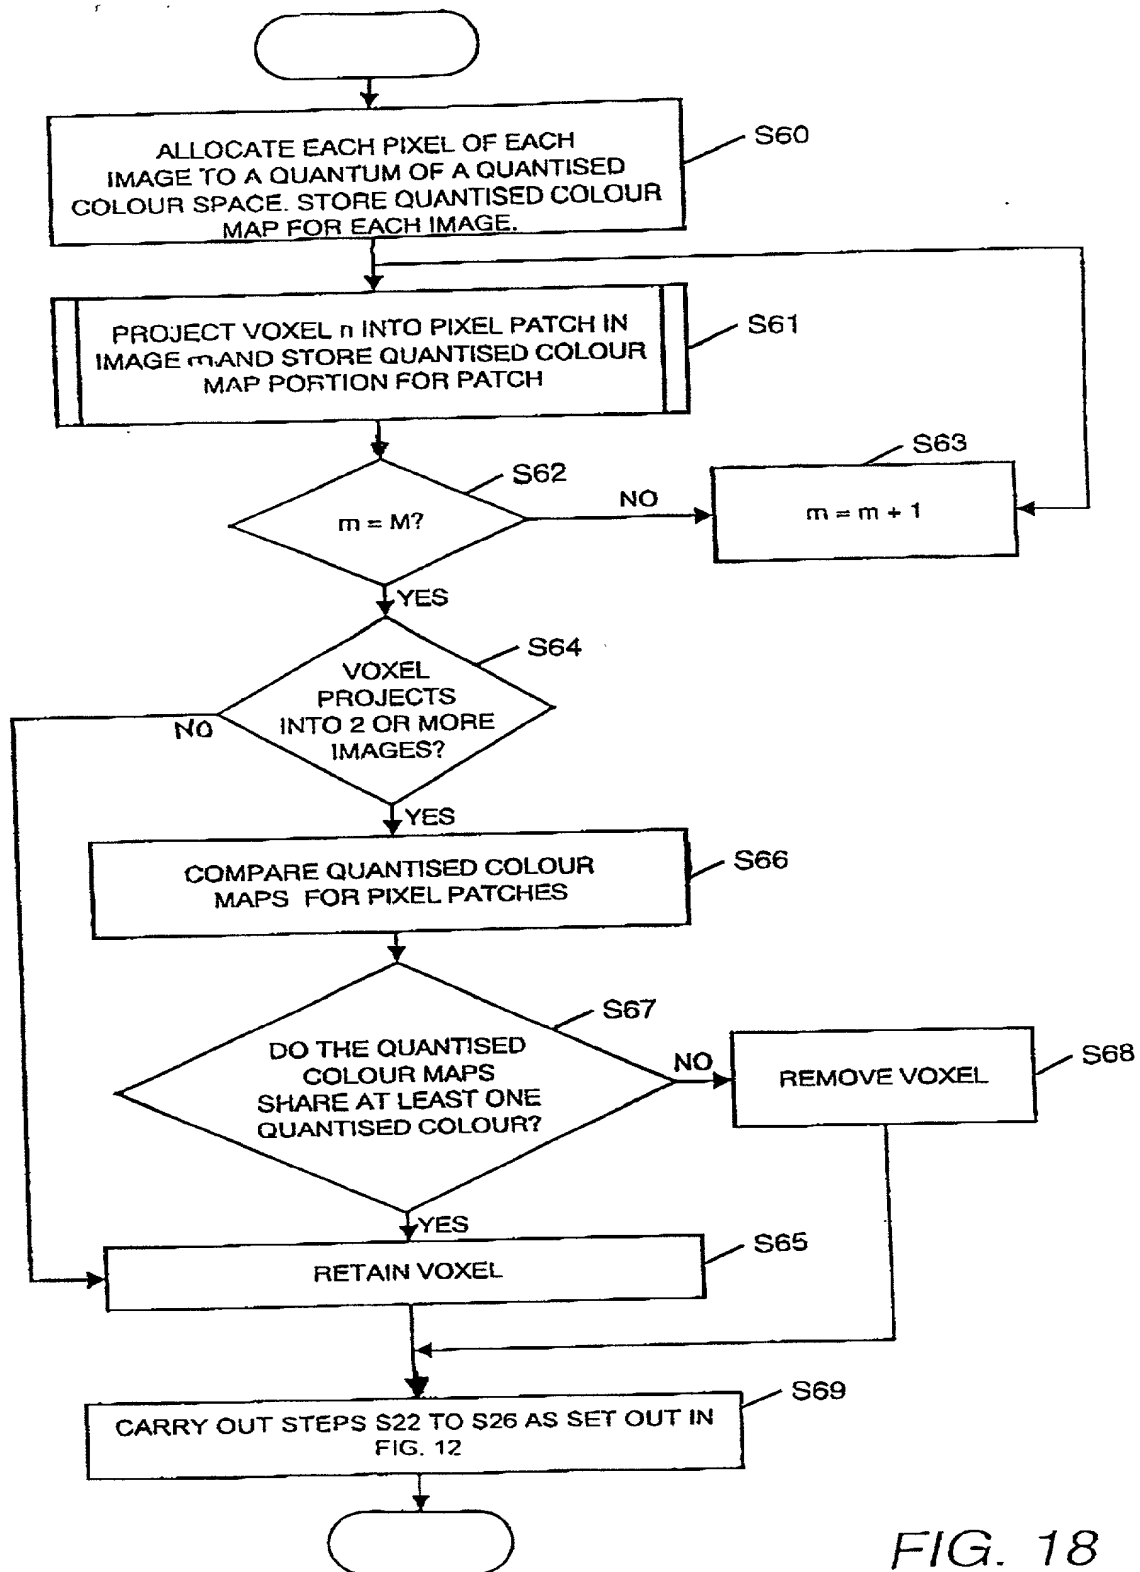 ALLOCATE EACH PIXEL OF EACH
IMAGE TO A QUANTUM OF A QUANTISED
COLOUR SPACE. STORE QUANTISED COLOUR
MAP FOR EACH IMAGE.
S60
PROJECT VOXEL n INTO PIXEL PATCH IN
IMAGE m AND STORE QUANTISED COLOUR
MAP PORTION FOR PATCH
S61
m = M?
S62
NO
S63
m = m + 1
YES
VOXEL
PROJECTS
INTO 2 OR MORE
IMAGES?
S64
NO
YES
COMPARE QUANTISED COLOUR
MAPS FOR PIXEL PATCHES
S66
DO THE QUANTISED
COLOUR MAPS
SHARE AT LEAST ONE
QUANTISED COLOUR?
S67
NO
REMOVE VOXEL
S68
YES
RETAIN VOXEL
S65
CARRY OUT STEPS S22 TO S26 AS SET OUT IN
FIG. 12
S69
FIG. 18